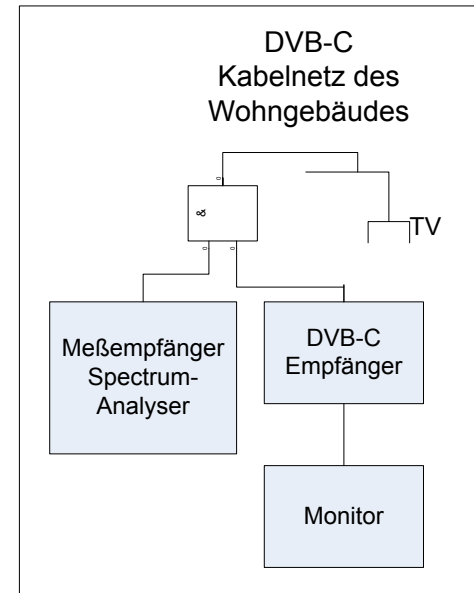 DVB-C
Kabelnetz des
Wohngebäudes
&
TV
Meßempfänger
Spectrum-
Analyser
DVB-C
Empfänger
Monitor